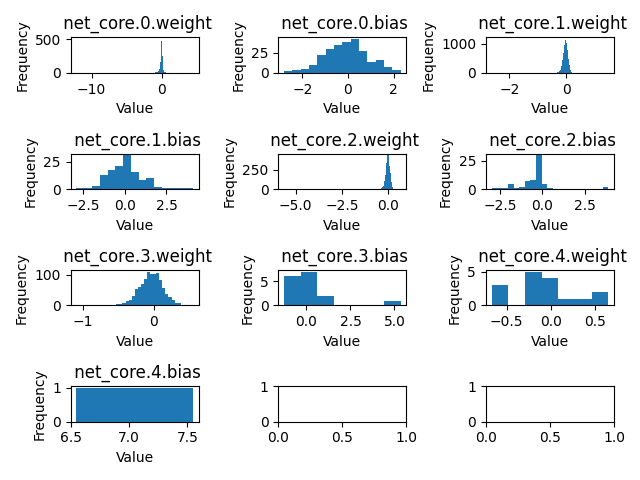 net_core.0.weight
net_core.0.bias
net_core.1.weight
Frequency
500
0
−10
0
Value
Frequency
25
0
−2
0
2
Value
Frequency
1000
0
−2
0
Value
net_core.1.bias
net_core.2.weight
net_core.2.bias
Frequency
25
0
−2.5
0.0
2.5
Value
Frequency
250
0
−5.0
−2.5
0.0
Value
Frequency
25
0
−2.5
0.0
2.5
Value
net_core.3.weight
net_core.3.bias
net_core.4.weight
Frequency
100
0
−1
0
Value
Frequency
5
0
0.0
2.5
5.0
Value
Frequency
5
0
−0.5
0.0
0.5
Value
net_core.4.bias
Frequency
1
0
6.5
7.0
7.5
Value
1
0
0.0
0.5
1.0
1
0
0.0
0.5
1.0